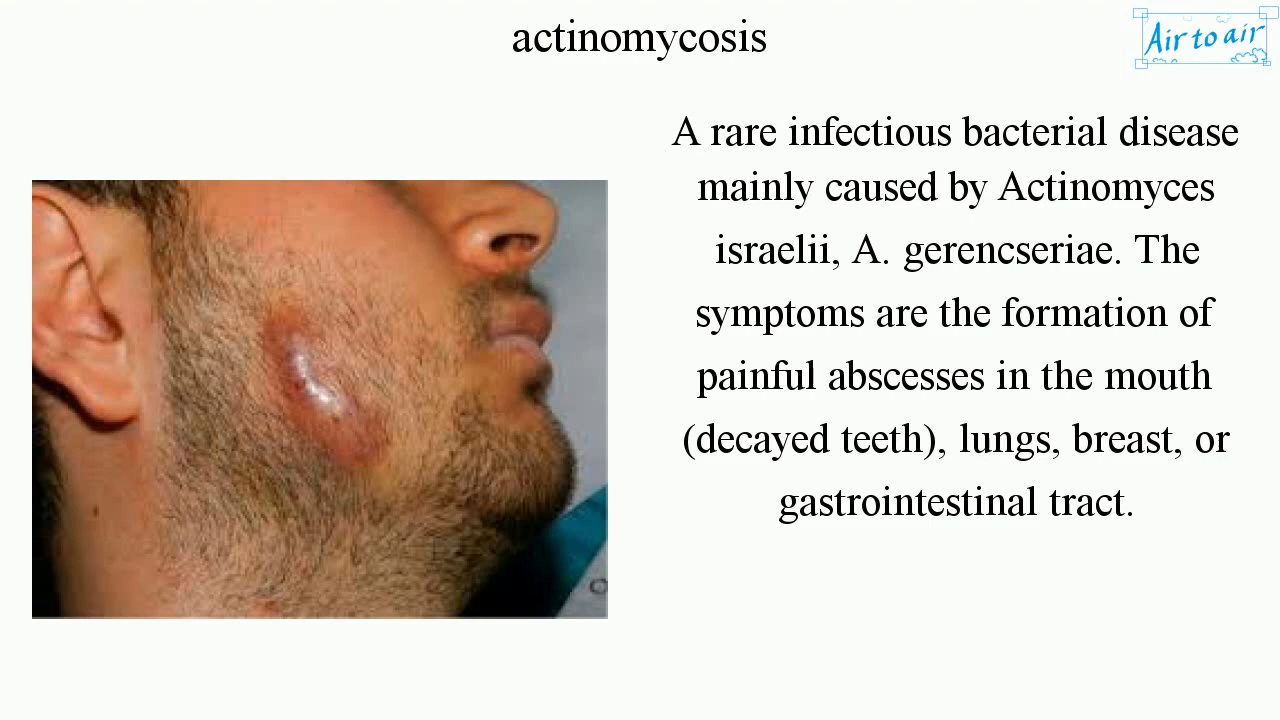 actinomycosis
Air to air
A rare infectious bacterial disease
mainly caused by Actinomyces
israelii, A. gerencseriae. The
symptoms are the formation of
painful abscesses in the mouth
(decayed teeth), lungs, breast, or
gastrointestinal tract.